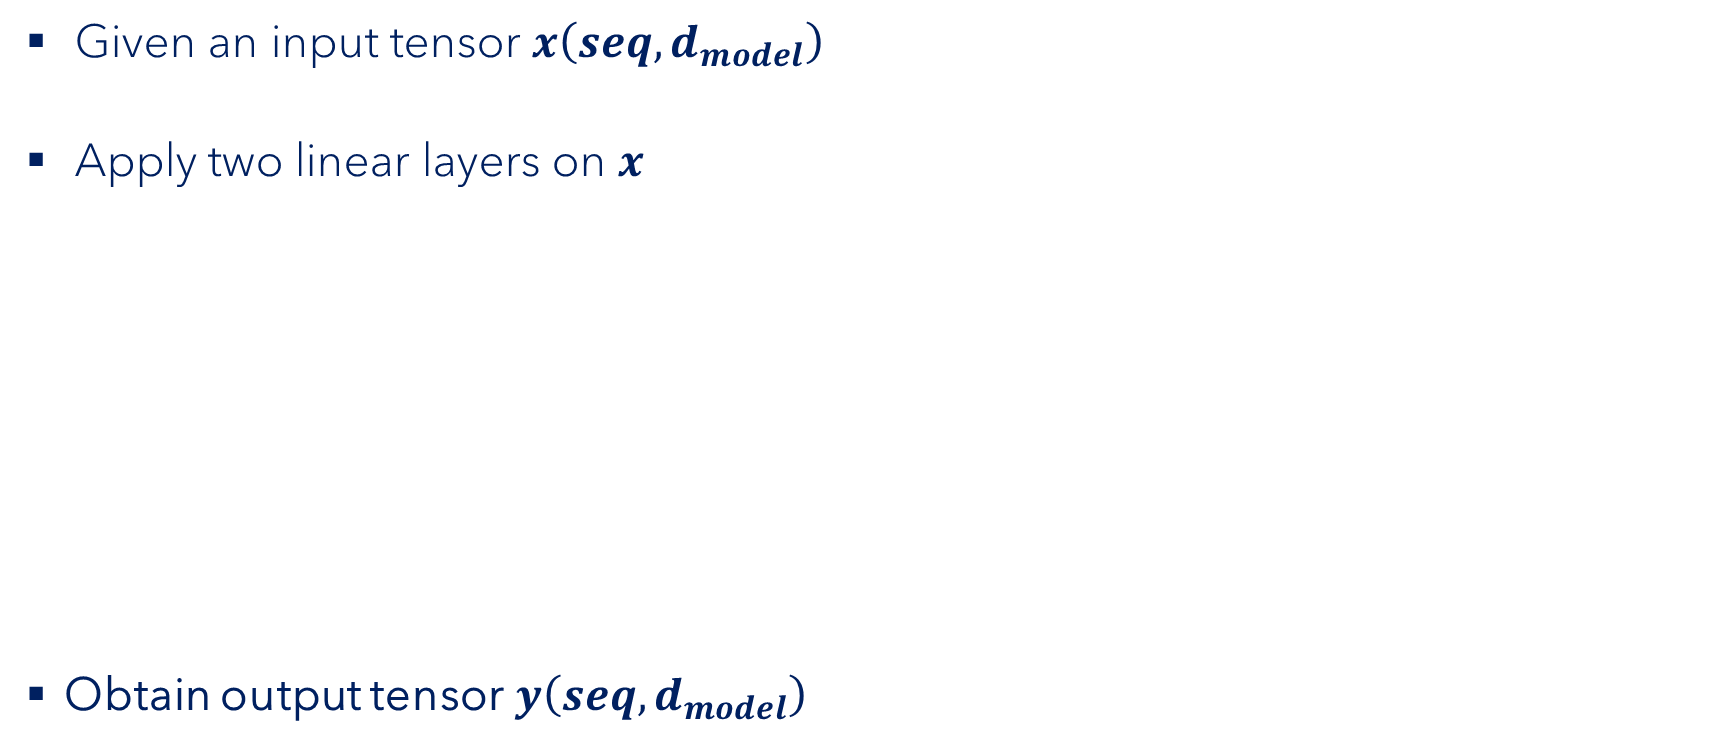 ▪ Given an input tensor x(seq, d_model)
▪ Apply two linear layers on x
▪ Obtain output tensor y(seq, d_model)